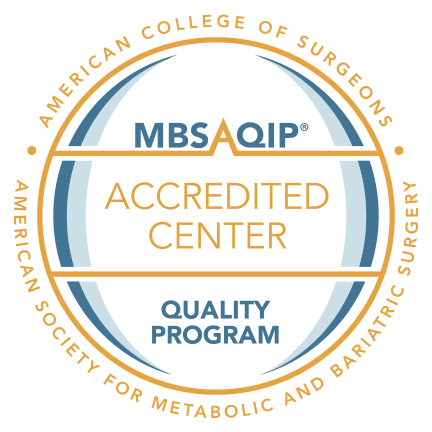 AMERICAN COLLEGE OF SURGEONS
MBSAQIP®
ACCREDITED
CENTER
QUALITY
PROGRAM
AMERICAN SOCIETY FOR METABOLIC AND BARIATRIC SURGERY